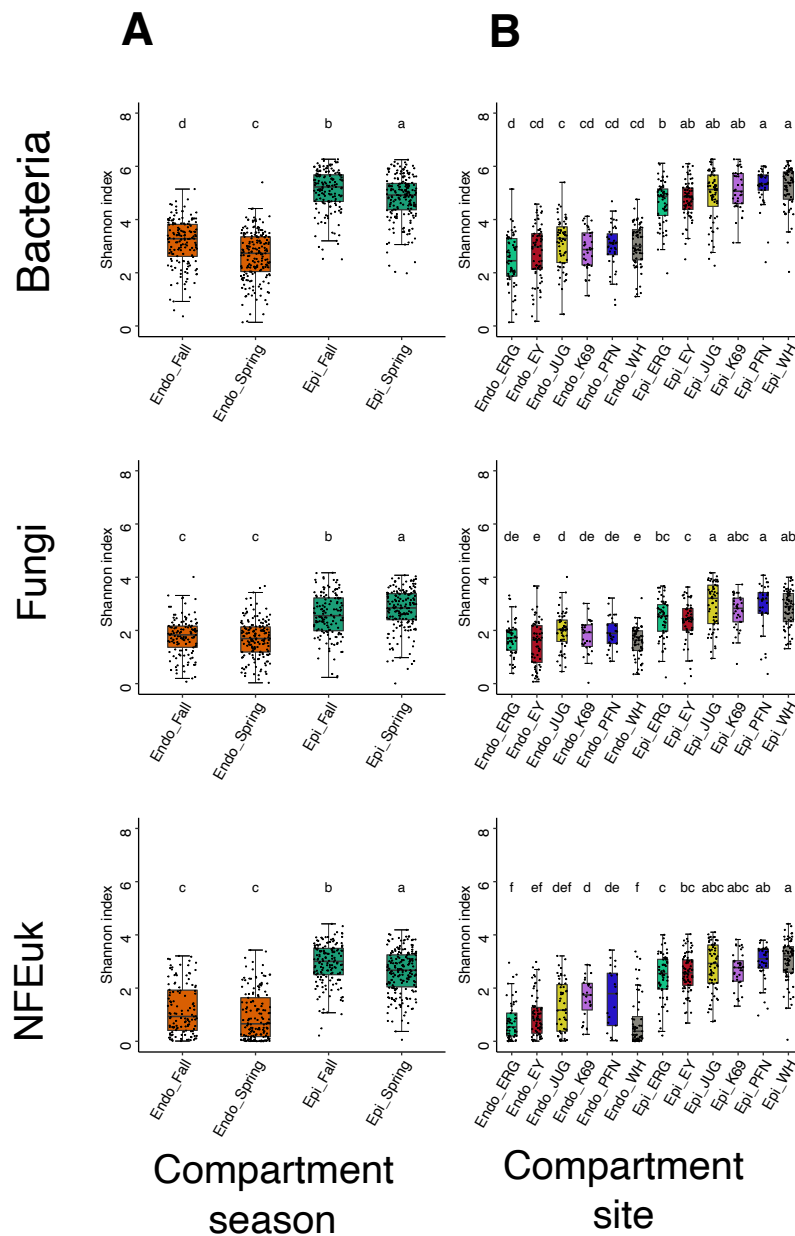 A
B
Bacteria
Shannon index
0
2
4
6
8
d c b a
Endo_Fall
Endo_Spring
Epi_Fall
Epi_Spring
Shannon index
0
2
4
6
8
d cd c cd cd cd b ab ab ab a a
Endo_ERG
Endo_EY
Endo_JUG
Endo_K69
Endo_PFN
Endo_WH
Epi_ERG
Epi_EY
Epi_JUG
Epi_K69
Epi_PFN
Epi_WH
Fungi
Shannon index
0
2
4
6
8
c c b a
Endo_Fall
Endo_Spring
Epi_Fall
Epi_Spring
Shannon index
0
2
4
6
8
de e d de de e bc c a abc a ab
Endo_ERG
Endo_EY
Endo_JUG
Endo_K69
Endo_PFN
Endo_WH
Epi_ERG
Epi_EY
Epi_JUG
Epi_K69
Epi_PFN
Epi_WH
NFEuk
Shannon index
0
2
4
6
8
c c b a
Endo_Fall
Endo_Spring
Epi_Fall
Epi_Spring
Shannon index
0
2
4
6
8
f ef def d de f c bc abc abc ab a
Endo_ERG
Endo_EY
Endo_JUG
Endo_K69
Endo_PFN
Endo_WH
Epi_ERG
Epi_EY
Epi_JUG
Epi_K69
Epi_PFN
Epi_WH
Compartment
season
Compartment
site